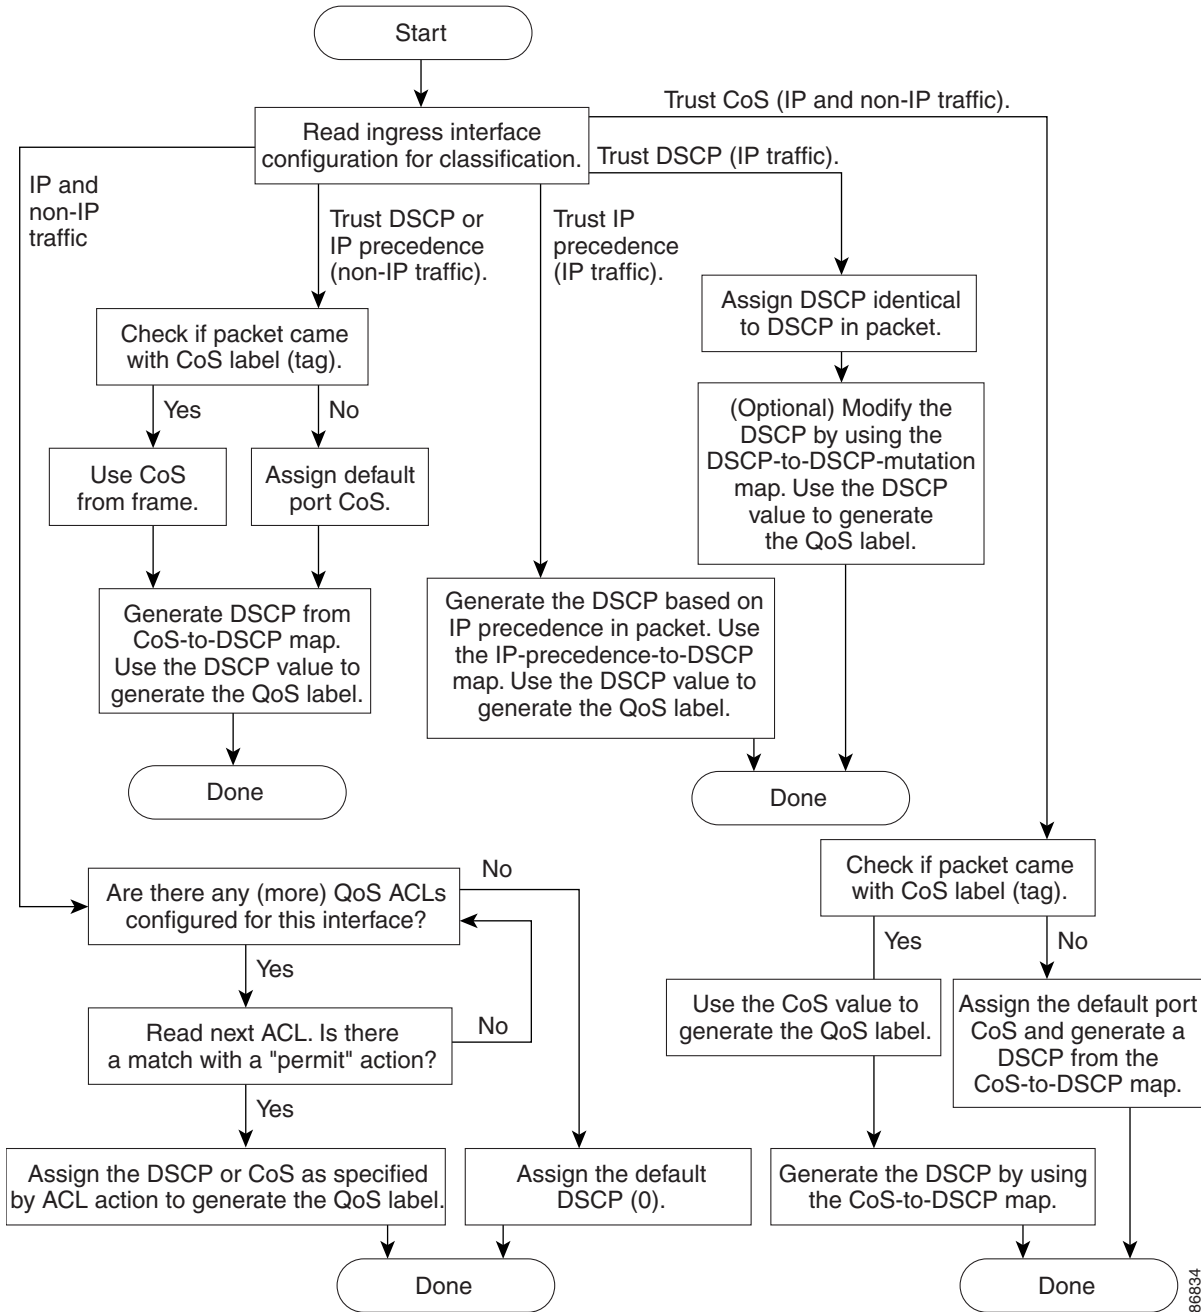 Start
Trust CoS (IP and non-IP traffic).
Read ingress interface
configuration for classification.
Trust DSCP (IP traffic).
IP and
non-IP
traffic
Trust DSCP or
IP precedence
(non-IP traffic).
Trust IP
precedence
(IP traffic).
Assign DSCP identical
to DSCP in packet.
Check if packet came
with CoS label (tag).
Yes
No
(Optional) Modify the
DSCP by using the
DSCP-to-DSCP-mutation
map. Use the DSCP
value to generate
the QoS label.
Use CoS
from frame.
Assign default
port CoS.
Generate DSCP from
CoS-to-DSCP map.
Use the DSCP value to
generate the QoS label.
Generate the DSCP based on
IP precedence in packet. Use
the IP-precedence-to-DSCP
map. Use the DSCP value to
generate the QoS label.
Done
Done
Are there any (more) QoS ACLs
configured for this interface?
No
Check if packet came
with CoS label (tag).
Yes
Yes
No
Read next ACL. Is there
a match with a "permit" action?
No
Use the CoS value to
generate the QoS label.
Assign the default port
CoS and generate a
DSCP from the
CoS-to-DSCP map.
Yes
Assign the DSCP or CoS as specified
by ACL action to generate the QoS label.
Assign the default
DSCP (0).
Generate the DSCP by using
the CoS-to-DSCP map.
Done
Done
86834